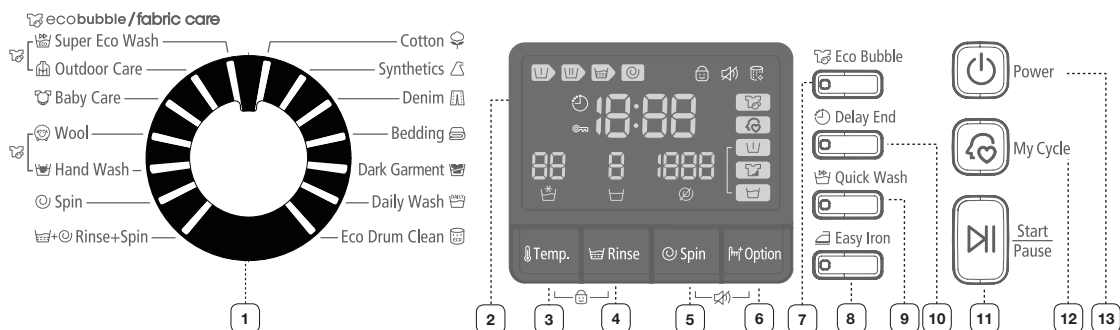 ecobubble/fabric care
Super Eco Wash
Outdoor Care
Baby Care
Wool
Hand Wash
Spin
+ Rinse+Spin
Cotton
Synthetics
Denim
Bedding
Dark Garment
Daily Wash
Eco Drum Clean
18:88
88
8
1888
Temp.
Rinse
Spin
Option
Eco Bubble
Delay End
Quick Wash
Easy Iron
Power
My Cycle
Start
Pause
1
2
3
4
5
6
7
8
9
10
11
12
13